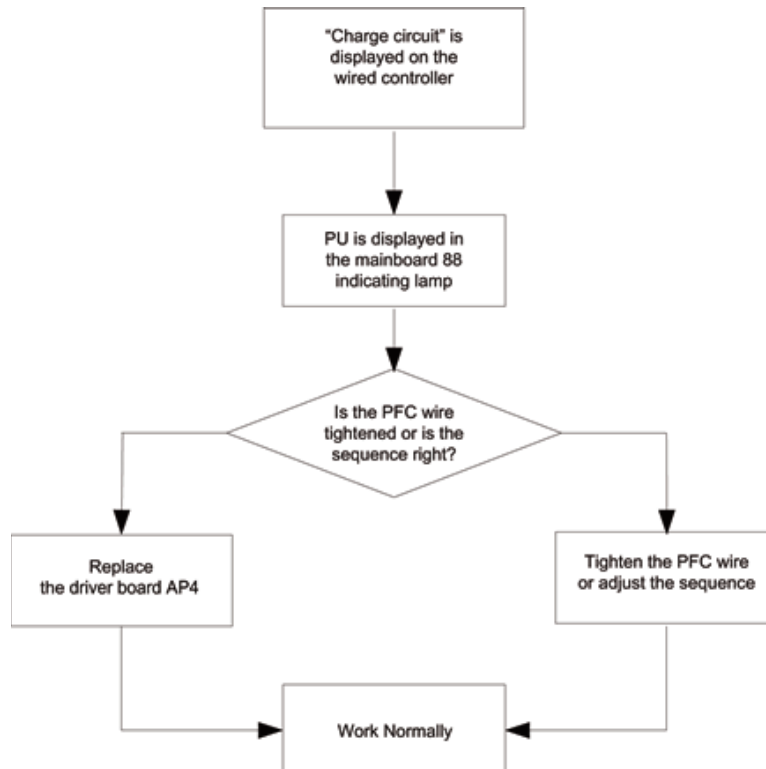 “Charge circuit” is
displayed on the
wired controller
PU is displayed in
the mainboard 88
indicating lamp
Is the PFC wire
tightened or is the
sequence right?
Replace
the driver board AP4
Tighten the PFC wire
or adjust the sequence
Work Normally